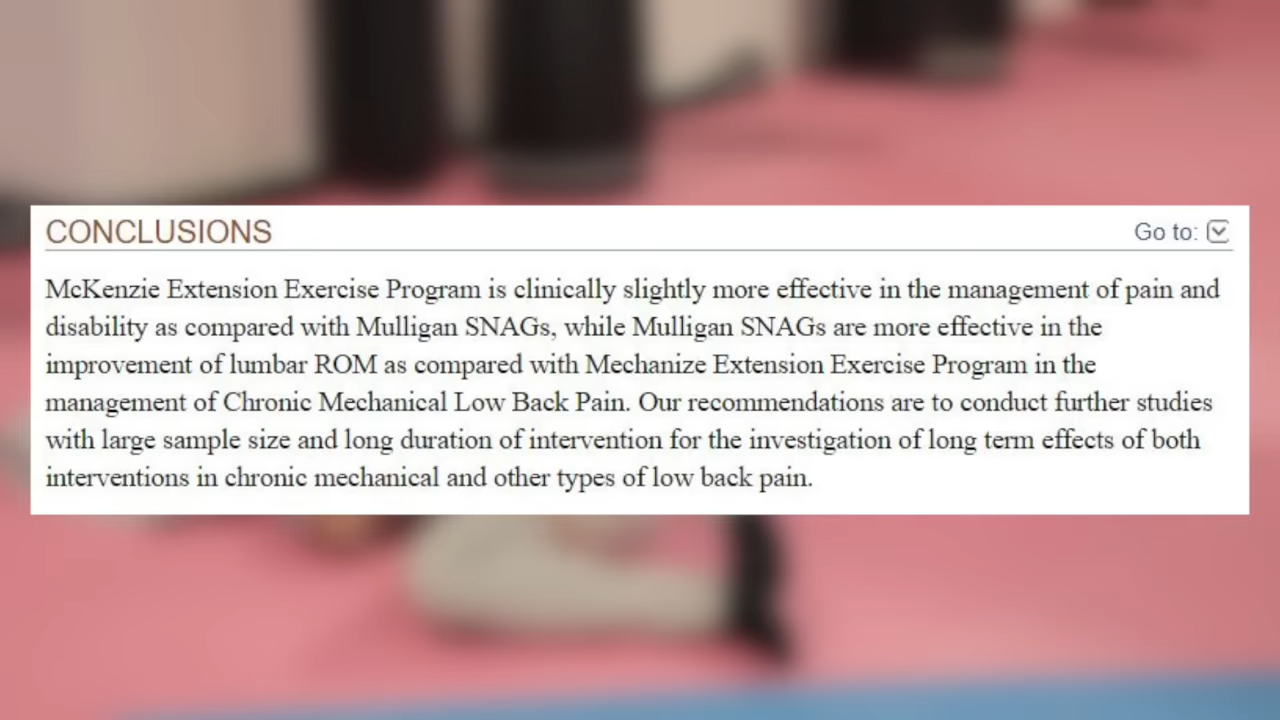 CONCLUSIONS
Go to:
McKenzie Extension Exercise Program is clinically slightly more effective in the management of pain and
disability as compared with Mulligan SNAGs, while Mulligan SNAGs are more effective in the
improvement of lumbar ROM as compared with Mechanize Extension Exercise Program in the
management of Chronic Mechanical Low Back Pain. Our recommendations are to conduct further studies
with large sample size and long duration of intervention for the investigation of long term effects of both
interventions in chronic mechanical and other types of low back pain.